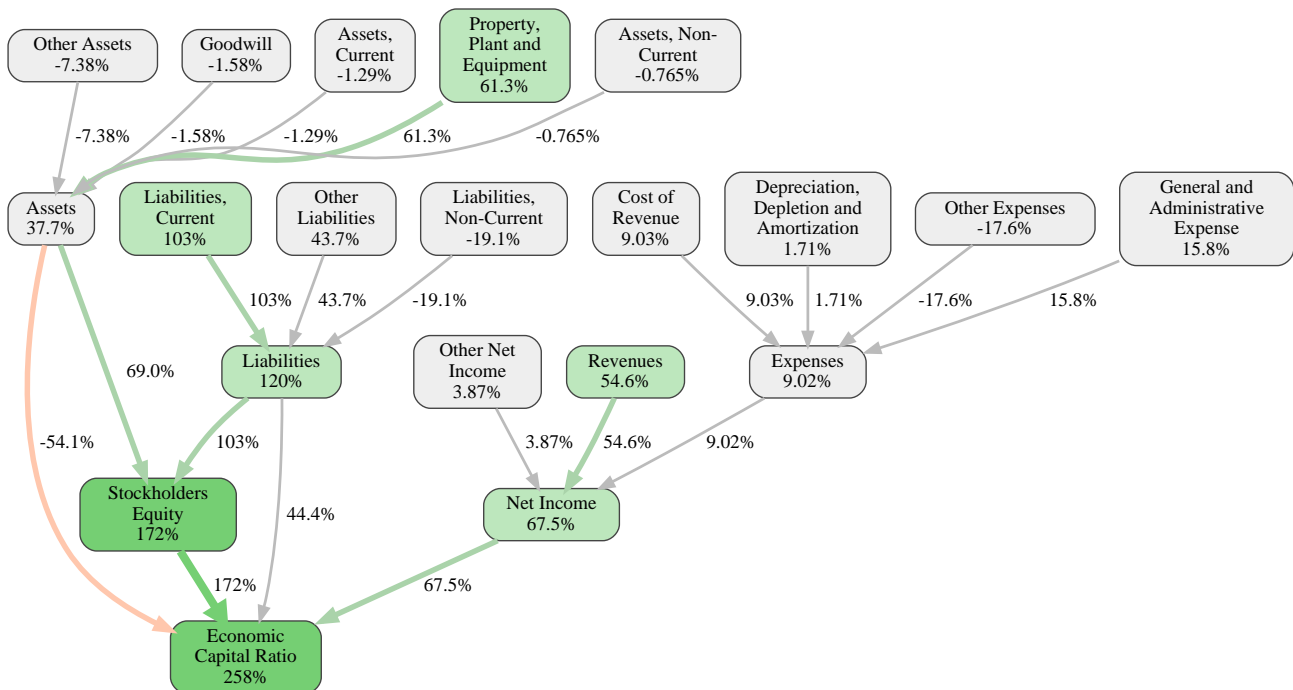 Other Assets
-7.38%
Goodwill
-1.58%
Assets,
Current
-1.29%
Property,
Plant and
Equipment
61.3%
Assets, Non-
Current
-0.765%
-7.38%
-1.58%
-1.29%
61.3%
-0.765%
Assets
37.7%
Liabilities,
Current
103%
Other
Liabilities
43.7%
Liabilities,
Non-Current
-19.1%
Cost of
Revenue
9.03%
Depreciation,
Depletion and
Amortization
1.71%
Other Expenses
-17.6%
General and
Administrative
Expense
15.8%
103%
43.7%
-19.1%
9.03%
1.71%
-17.6%
15.8%
Liabilities
120%
Other Net
Income
3.87%
Revenues
54.6%
Expenses
9.02%
69.0%
-54.1%
103%
3.87%
54.6%
9.02%
Stockholders
Equity
172%
44.4%
Net Income
67.5%
172%
67.5%
Economic
Capital Ratio
258%